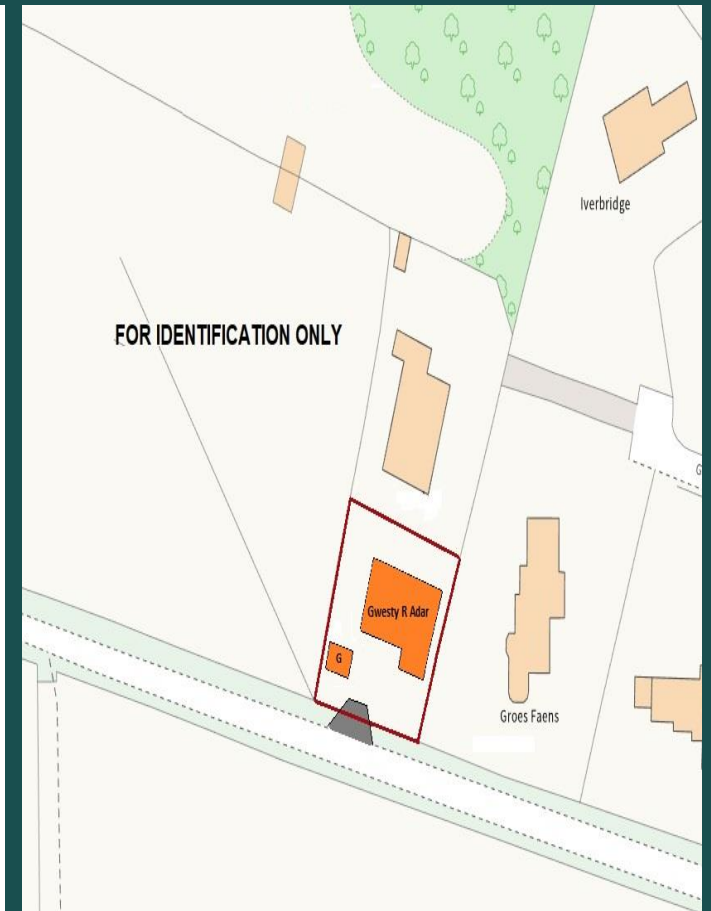 Iverbridge
FOR IDENTIFICATION ONLY
G
Gwesty R Adar
G
Groes Faens